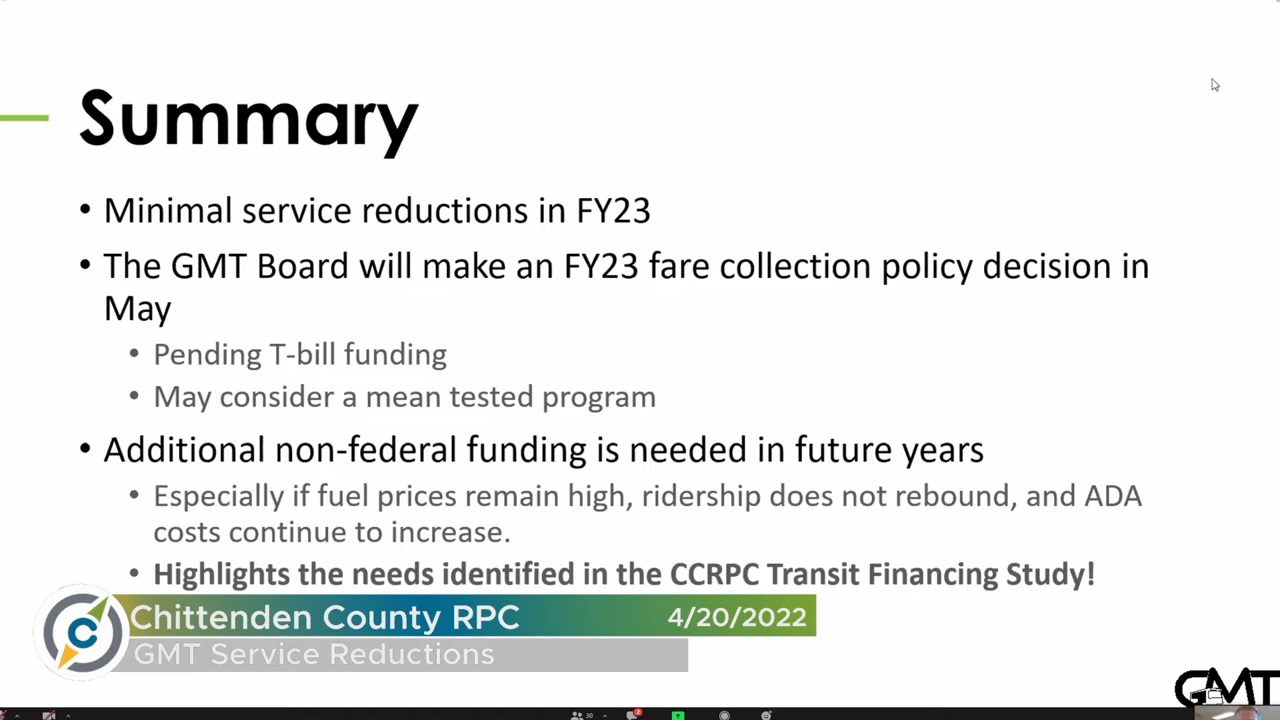 Summary
• Minimal service reductions in FY23
• The GMT Board will make an FY23 fare collection policy decision in
May
• Pending T-bill funding
• May consider a mean tested program
• Additional non-federal funding is needed in future years
• Especially if fuel prices remain high, ridership does not rebound, and ADA
costs continue to increase.
• Highlights the needs identified in the CCRPC Transit Financing Study!
C
Chittenden County RPC 4/20/2022
GMT Service Reductions
GMT
30
2